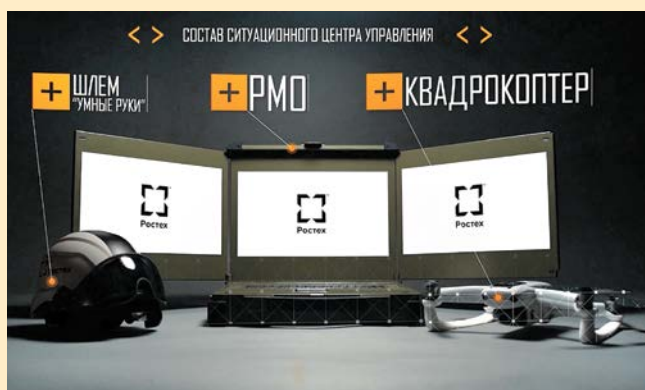 СОСТАВ СИТУАЦИОННОГО ЦЕНТРА УПРАВЛЕНИЯ
+ ШЛЕМ
"УМНЫЕ РУКИ"
+ РМО
+ КВАДРОКОПТЕР
Ростех
Ростех
Ростех